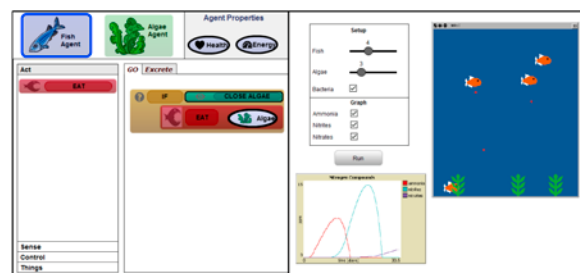 Fish
Agent
Algae
Agent
Agent Properties
Health
Energy
Act
EAT
Sense
Control
Things
GO
Excrete
IF
CLOSE ALGAE
EAT
Algae
Setup
4
Fish
3
Algae
Bacteria
Graph
Ammonia
Nitrites
Nitrates
Run
Nitrogen Components